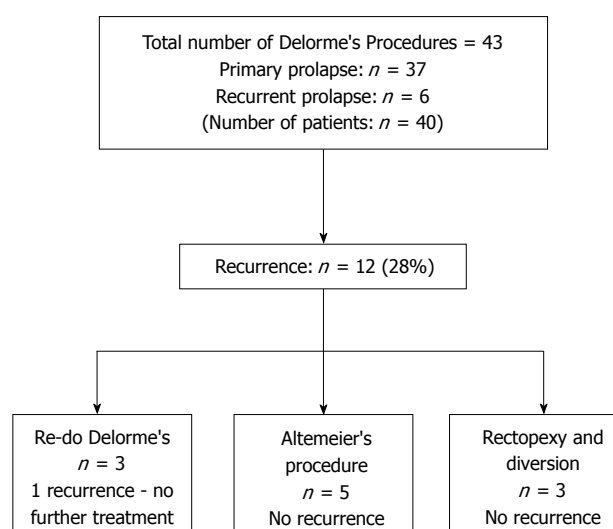 Total number of Delorme's Procedures = 43
Primary prolapse: n = 37
Recurrent prolapse: n = 6
(Number of patients: n = 40)
Recurrence: n = 12 (28%)
Re-do Delorme's
n = 3
1 recurrence - no
further treatment
Altemeier's
procedure
n = 5
No recurrence
Rectopexy and
diversion
n = 3
No recurrence